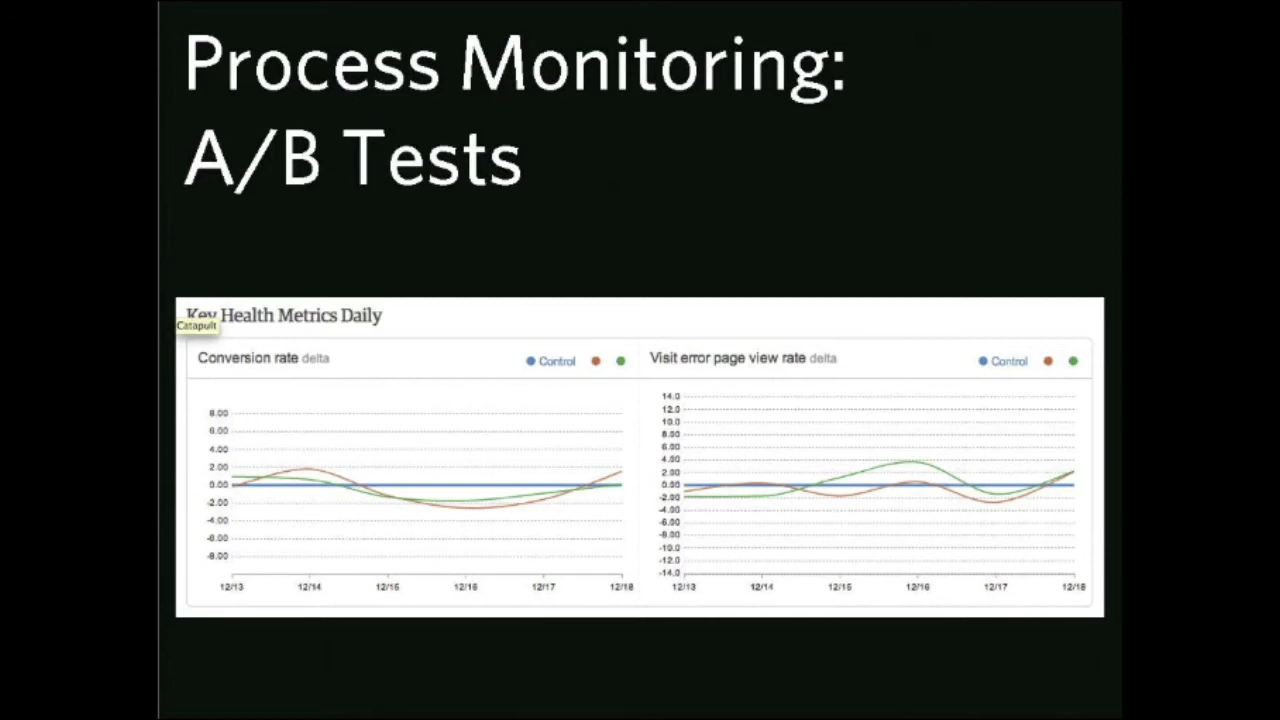 Process Monitoring:
A/B Tests
Key Health Metrics Daily
Catapult
Conversion rate delta
Control
8.00
6.00
4.00
2.00
0.00
-2.00
-4.00
-6.00
-8.00
12/13 12/14 12/15 12/16 12/17 12/18
Visit error page view rate delta
Control
14.0
12.0
10.0
8.00
6.00
4.00
2.00
0.00
-2.00
-4.00
-6.00
-8.00
-10.0
-12.0
-14.0
12/13 12/14 12/15 12/16 12/17 12/18